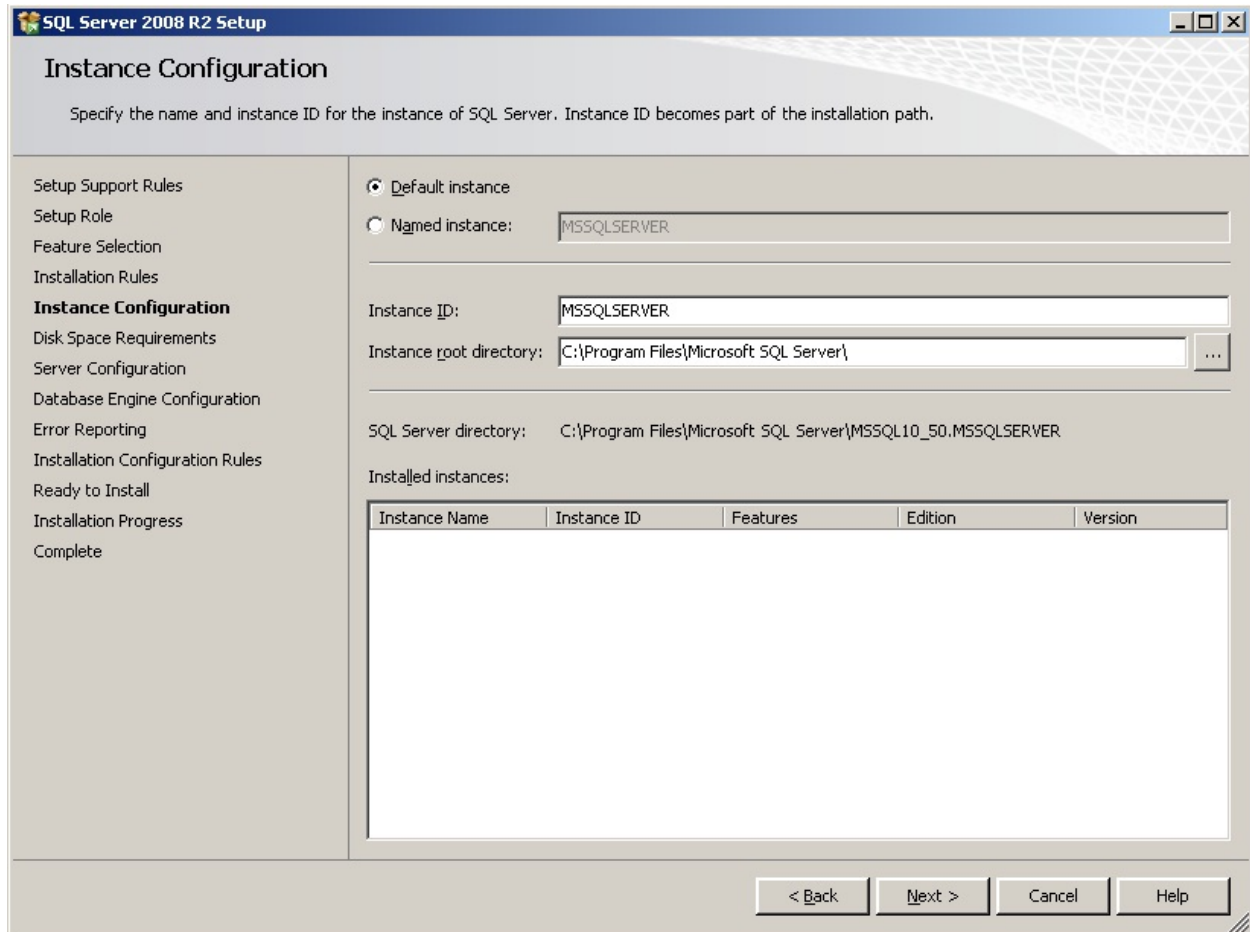 SQL Server 2008 R2 Setup
Instance Configuration
Specify the name and instance ID for the instance of SQL Server. Instance ID becomes part of the installation path.
Setup Support Rules
Setup Role
Feature Selection
Installation Rules
Instance Configuration
Disk Space Requirements
Server Configuration
Database Engine Configuration
Error Reporting
Installation Configuration Rules
Ready to Install
Installation Progress
Complete
Default instance
Named instance: MSSQLSERVER
Instance ID: MSSQLSERVER
Instance root directory: C:\Program Files\Microsoft SQL Server\ ...
SQL Server directory: C:\Program Files\Microsoft SQL Server\MSSQL10_50.MSSQLSERVER
Installed instances:
Instance Name Instance ID Features Edition Version
< Back Next > Cancel Help